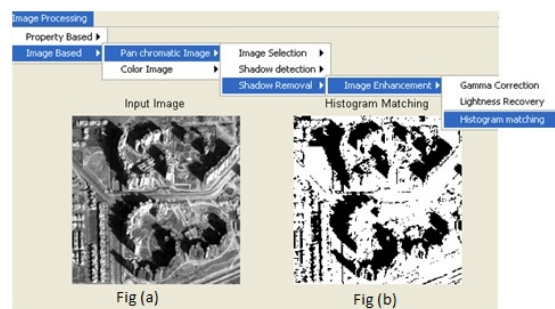 Image Processing
Property Based
Image Based
Pan chromatic Image
Color Image
Image Selection
Shadow detection
Shadow Removal
Image Enhancement
Gamma Correction
Lightness Recovery
Histogram matching
Input Image
Histogram Matching
Fig (a)
Fig (b)